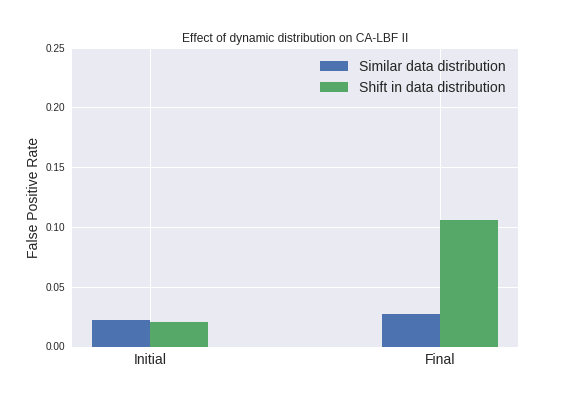 Effect of dynamic distribution on CA-LBF II
Similar data distribution
Shift in data distribution
False Positive Rate
0.25
0.20
0.15
0.10
0.05
0.00
Initial
Final